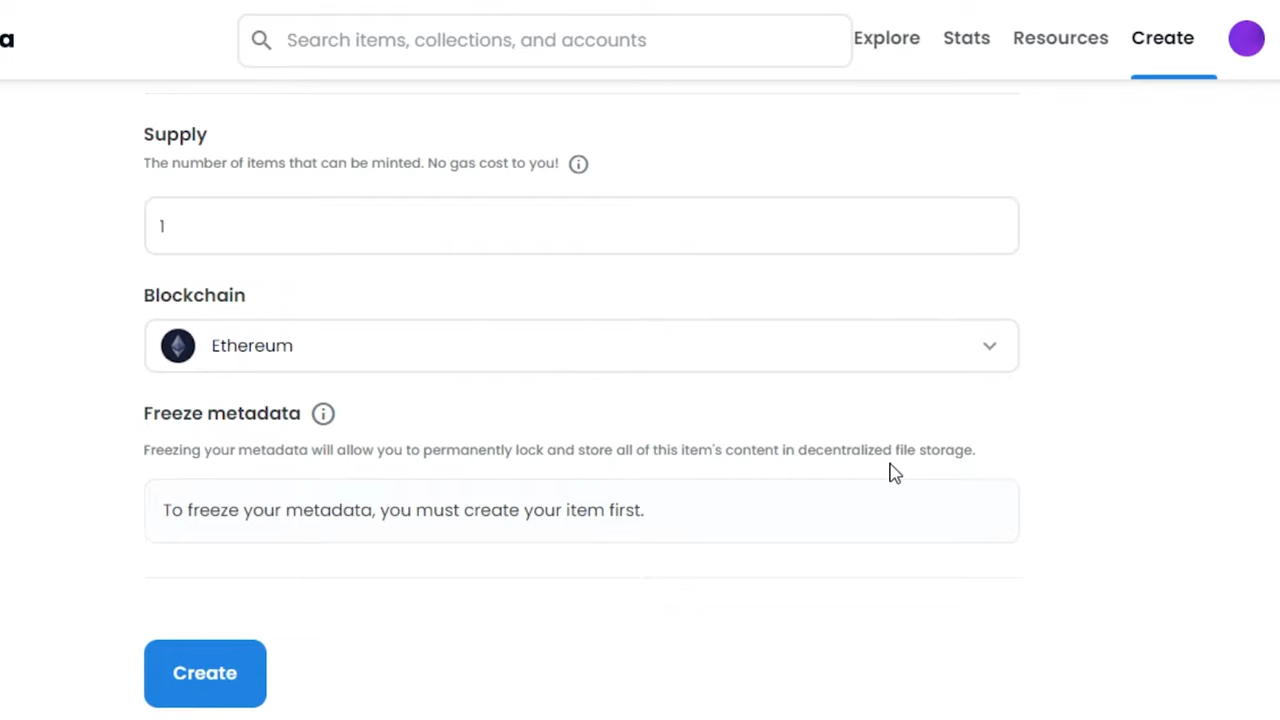 a
Search items, collections, and accounts
Explore
Stats
Resources
Create
Supply
The number of items that can be minted. No gas cost to you!
1
Blockchain
Ethereum
Freeze metadata
Freezing your metadata will allow you to permanently lock and store all of this item's content in decentralized file storage.
To freeze your metadata, you must create your item first.
Create